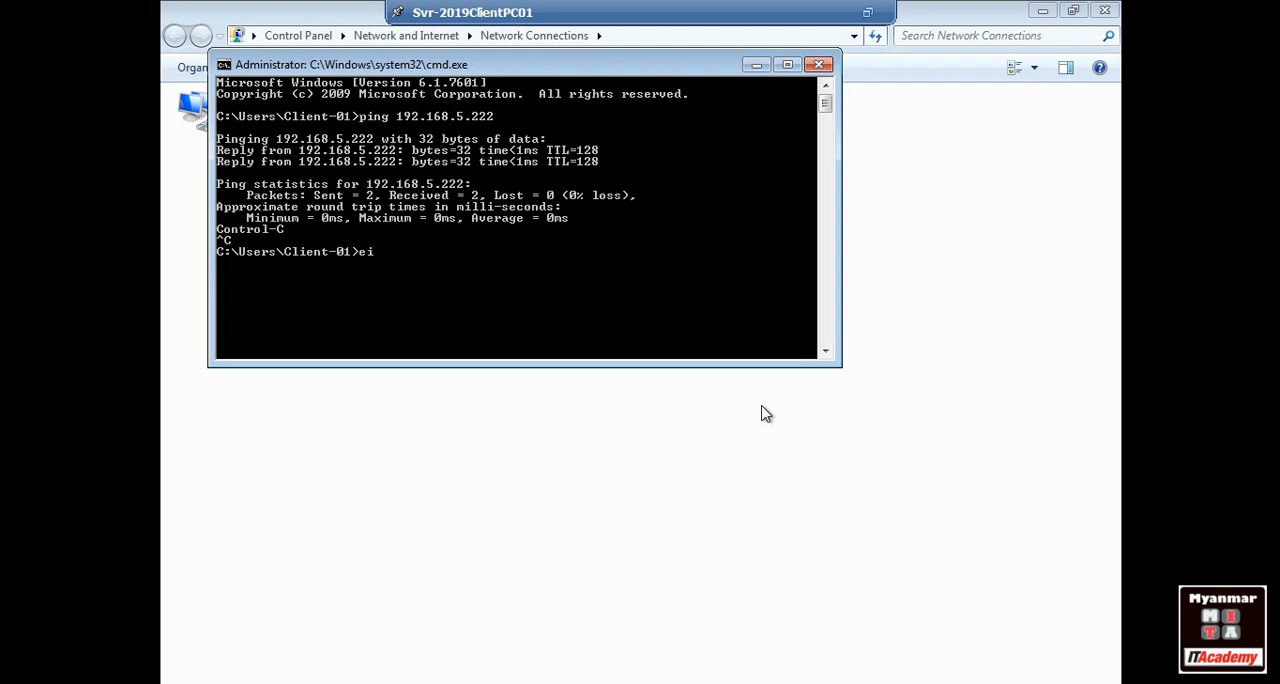 Svr-2019ClientPC01
Control Panel
Network and Internet
Network Connections
Search Network Connections
Organ
Administrator: C:\Windows\system32\cmd.exe
Microsoft Windows [Version 6.1.7601]
Copyright (c) 2009 Microsoft Corporation.  All rights reserved.
C:\Users\Client-01>ping 192.168.5.222
Pinging 192.168.5.222 with 32 bytes of data:
Reply from 192.168.5.222: bytes=32 time<1ms TTL=128
Reply from 192.168.5.222: bytes=32 time<1ms TTL=128
Ping statistics for 192.168.5.222:
Packets: Sent = 2, Received = 2, Lost = 0 (0% loss),
Approximate round trip times in milli-seconds:
Minimum = 0ms, Maximum = 0ms, Average = 0ms
Control-C
^C
C:\Users\Client-01>ei
Myanmar
M I
T A
ITAcademy